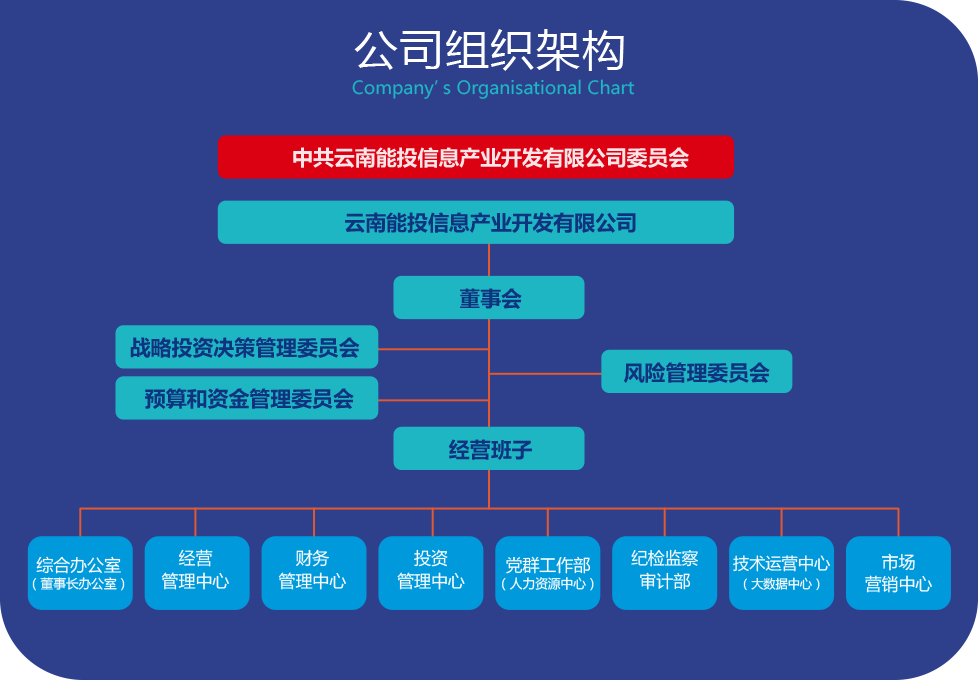 公司组织架构
Company’s Organisational Chart
中共云南能投信息产业开发有限公司委员会
云南能投信息产业开发有限公司
董事会
战略投资决策管理委员会
风险管理委员会
预算和资金管理委员会
经营班子
综合办公室
（董事长办公室）
经营
管理中心
财务
管理中心
投资
管理中心
党群工作部
（人力资源中心）
纪检监察
审计部
技术运营中心
（大数据中心）
市场
营销中心